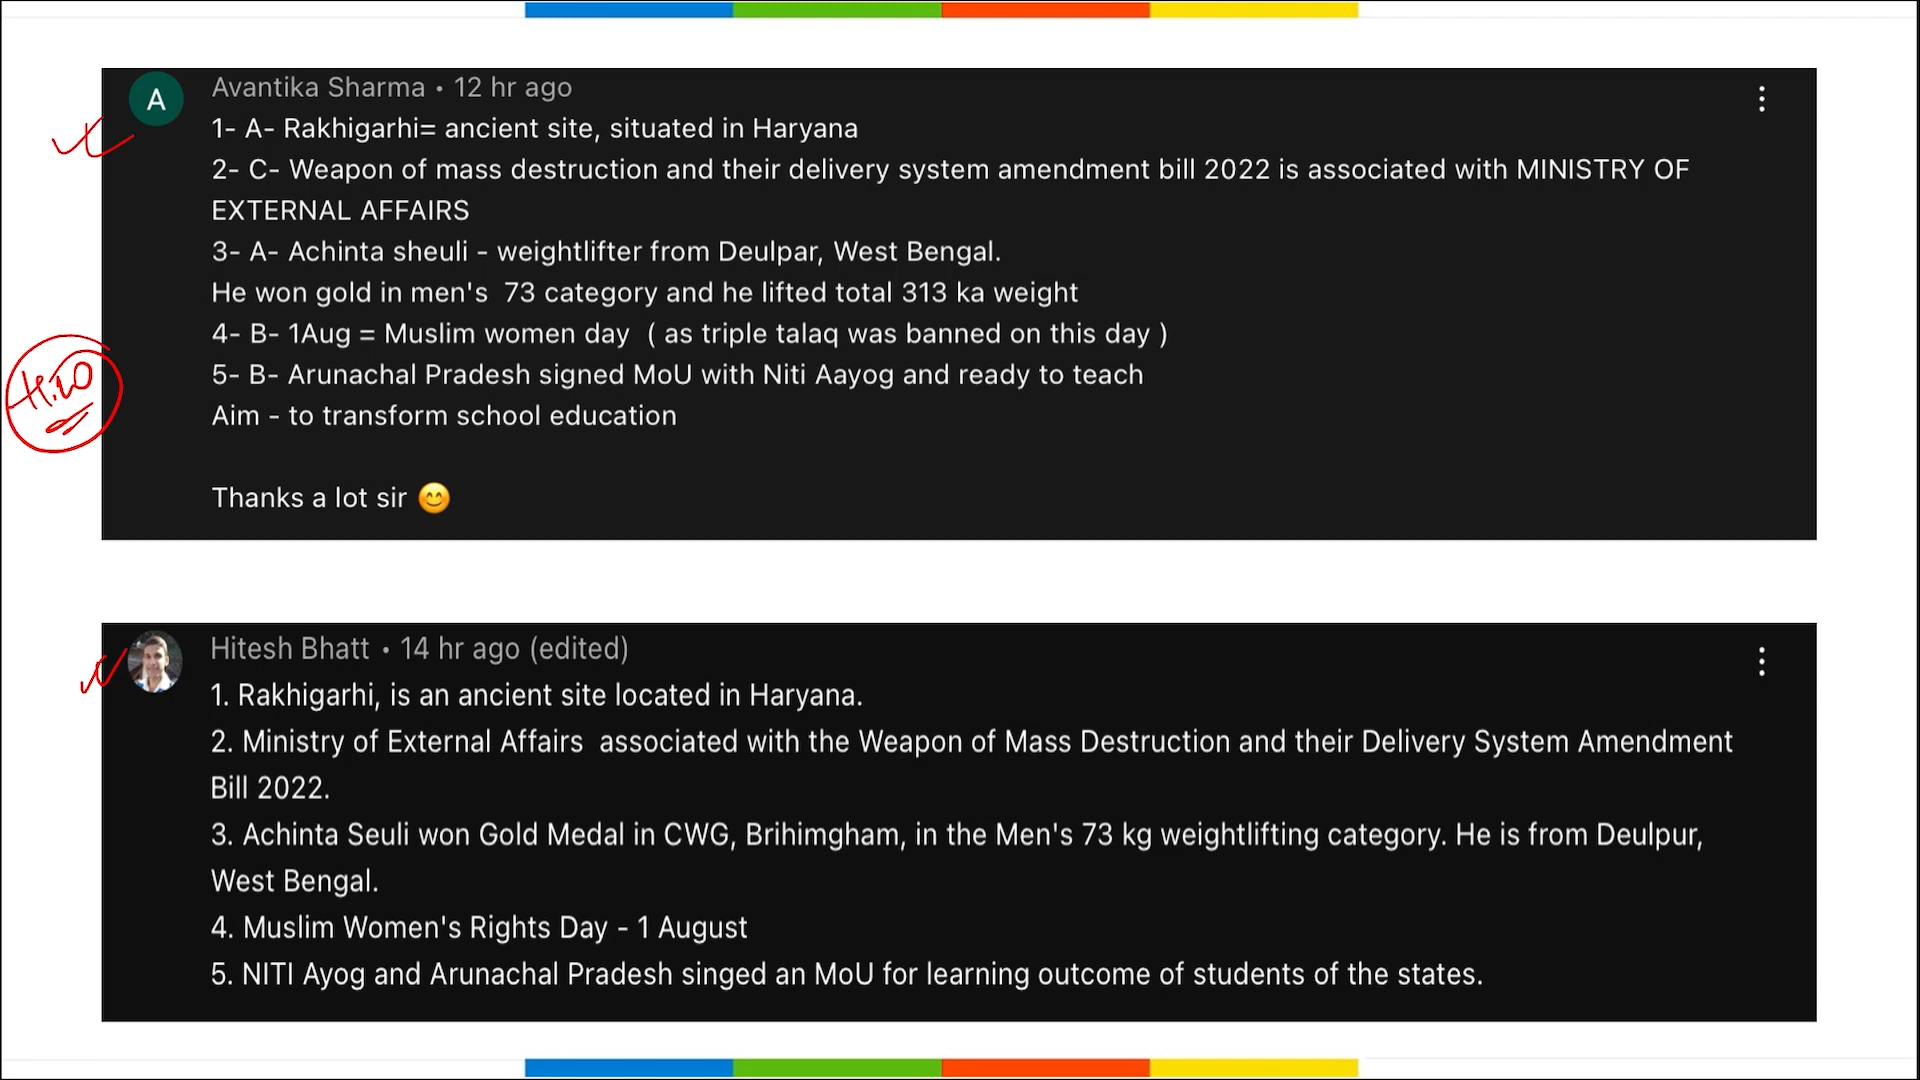 A
Avantika Sharma • 12 hr ago
1- A- Rakhigarhi= ancient site, situated in Haryana
2- C- Weapon of mass destruction and their delivery system amendment bill 2022 is associated with MINISTRY OF
EXTERNAL AFFAIRS
3- A- Achinta sheuli - weightlifter from Deulpar, West Bengal.
He won gold in men's 73 category and he lifted total 313 ka weight
4- B- 1Aug = Muslim women day ( as triple talaq was banned on this day )
5- B- Arunachal Pradesh signed MoU with Niti Aayog and ready to teach
Aim - to transform school education
Thanks a lot sir 😊
Hitesh Bhatt • 14 hr ago (edited)
1. Rakhigarhi, is an ancient site located in Haryana.
2. Ministry of External Affairs associated with the Weapon of Mass Destruction and their Delivery System Amendment
Bill 2022.
3. Achinta Seuli won Gold Medal in CWG, Brihimgham, in the Men's 73 kg weightlifting category. He is from Deulpur,
West Bengal.
4. Muslim Women's Rights Day - 1 August
5. NITI Ayog and Arunachal Pradesh singed an MoU for learning outcome of students of the states.